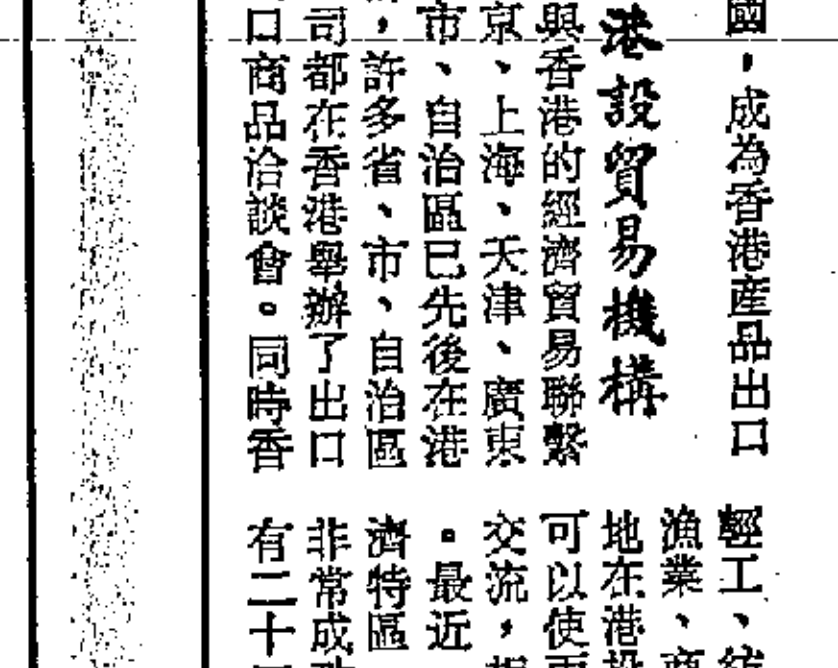 國，成為香港産品出口
港設貿易機構
與香港的經濟貿易聯繫
京、上海、天津、廣東
市、自治區已先後在港
，許多省、市、自治區
司都在香港舉辦了出口
口商品洽談會。同時香
輕工、
漁業、商
地在港投
可以使
交流，
。最近
濟特區
非常成
有二十